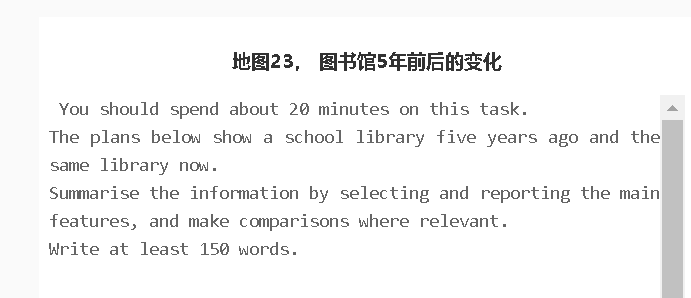 地图23， 图书馆5年前后的变化
You should spend about 20 minutes on this task.
The plans below show a school library five years ago and the
same library now.
Summarise the information by selecting and reporting the main
features, and make comparisons where relevant.
Write at least 150 words.